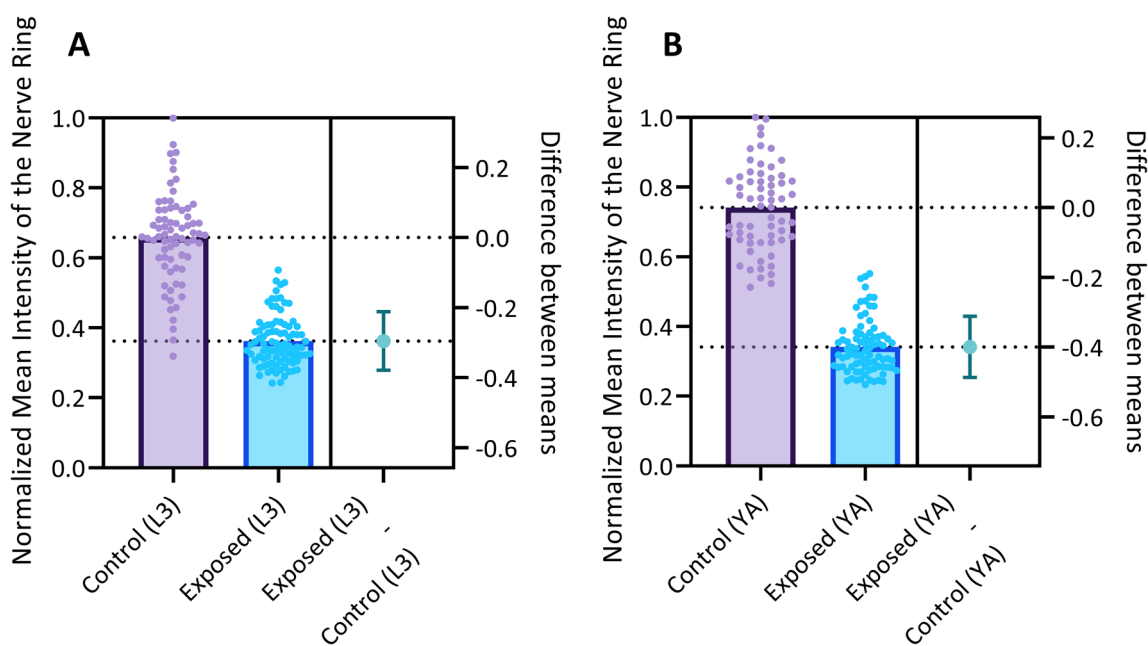 A
Normalized Mean Intensity of the Nerve Ring
1.0
0.8
0.6
0.4
0.2
0.0
0.2
0.0
-0.2
-0.4
-0.6
Difference between means
Control (L3)
Exposed (L3)
Exposed (L3)
-
Control (L3)
B
Normalized Mean Intensity of the Nerve Ring
1.0
0.8
0.6
0.4
0.2
0.0
0.2
0.0
-0.2
-0.4
-0.6
Difference between means
Control (YA)
Exposed (YA)
Exposed (YA)
-
Control (YA)